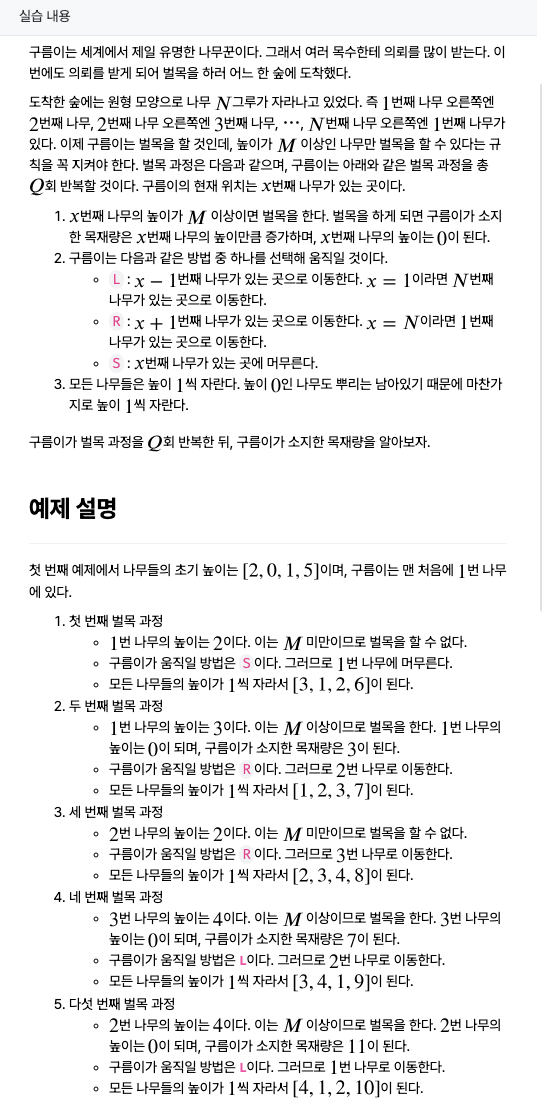 실습 내용
구름이는 세계에서 제일 유명한 나무꾼이다. 그래서 여러 목수한테 의뢰를 많이 받는다. 이
번에도 의뢰를 받게 되어 벌목을 하러 어느 한 숲에 도착했다.
도착한 숲에는 원형 모양으로 나무 N그루가 자라나고 있었다. 즉 1번째 나무 오른쪽엔
2번째 나무, 2번째 나무 오른쪽엔 3번째 나무, ⋯, N번째 나무 오른쪽엔 1번째 나무가
있다. 이제 구름이는 벌목을 할 것인데, 높이가 M 이상인 나무만 벌목을 할 수 있다는 규
칙을 꼭 지켜야 한다. 벌목 과정은 다음과 같으며, 구름이는 아래와 같은 벌목 과정을 총
Q회 반복할 것이다. 구름이의 현재 위치는 x번째 나무가 있는 곳이다.
1. x번째 나무의 높이가 M 이상이면 벌목을 한다. 벌목을 하게 되면 구름이가 소지
한 목재량은 x번째 나무의 높이만큼 증가하며, x번째 나무의 높이는 0이 된다.
2. 구름이는 다음과 같은 방법 중 하나를 선택해 움직일 것이다.
◦ L : x − 1번째 나무가 있는 곳으로 이동한다. x = 1이라면 N번째
나무가 있는 곳으로 이동한다.
◦ R : x + 1번째 나무가 있는 곳으로 이동한다. x = N이라면 1번째
나무가 있는 곳으로 이동한다.
◦ S : x번째 나무가 있는 곳에 머무른다.
3. 모든 나무들은 높이 1씩 자란다. 높이 0인 나무도 뿌리는 남아있기 때문에 마찬가
지로 높이 1씩 자란다.
구름이가 벌목 과정을 Q회 반복한 뒤, 구름이가 소지한 목재량을 알아보자.
예제 설명
첫 번째 예제에서 나무들의 초기 높이는 [2, 0, 1, 5]이며, 구름이는 맨 처음에 1번 나무
에 있다.
1. 첫 번째 벌목 과정
◦ 1번 나무의 높이는 2이다. 이는 M 미만이므로 벌목을 할 수 없다.
◦ 구름이가 움직일 방법은 S 이다. 그러므로 1번 나무에 머무른다.
◦ 모든 나무들의 높이가 1씩 자라서 [3, 1, 2, 6]이 된다.
2. 두 번째 벌목 과정
◦ 1번 나무의 높이는 3이다. 이는 M 이상이므로 벌목을 한다. 1번 나무의
높이는 0이 되며, 구름이가 소지한 목재량은 3이 된다.
◦ 구름이가 움직일 방법은 R 이다. 그러므로 2번 나무로 이동한다.
◦ 모든 나무들의 높이가 1씩 자라서 [1, 2, 3, 7]이 된다.
3. 세 번째 벌목 과정
◦ 2번 나무의 높이는 2이다. 이는 M 미만이므로 벌목을 할 수 없다.
◦ 구름이가 움직일 방법은 R 이다. 그러므로 3번 나무로 이동한다.
◦ 모든 나무들의 높이가 1씩 자라서 [2, 3, 4, 8]이 된다.
4. 네 번째 벌목 과정
◦ 3번 나무의 높이는 4이다. 이는 M 이상이므로 벌목을 한다. 3번 나무의
높이는 0이 되며, 구름이가 소지한 목재량은 7이 된다.
◦ 구름이가 움직일 방법은 L이다. 그러므로 2번 나무로 이동한다.
◦ 모든 나무들의 높이가 1씩 자라서 [3, 4, 1, 9]이 된다.
5. 다섯 번째 벌목 과정
◦ 2번 나무의 높이는 4이다. 이는 M 이상이므로 벌목을 한다. 2번 나무의
높이는 0이 되며, 구름이가 소지한 목재량은 11이 된다.
◦ 구름이가 움직일 방법은 L이다. 그러므로 1번 나무로 이동한다.
◦ 모든 나무들의 높이가 1씩 자라서 [4, 1, 2, 10]이 된다.